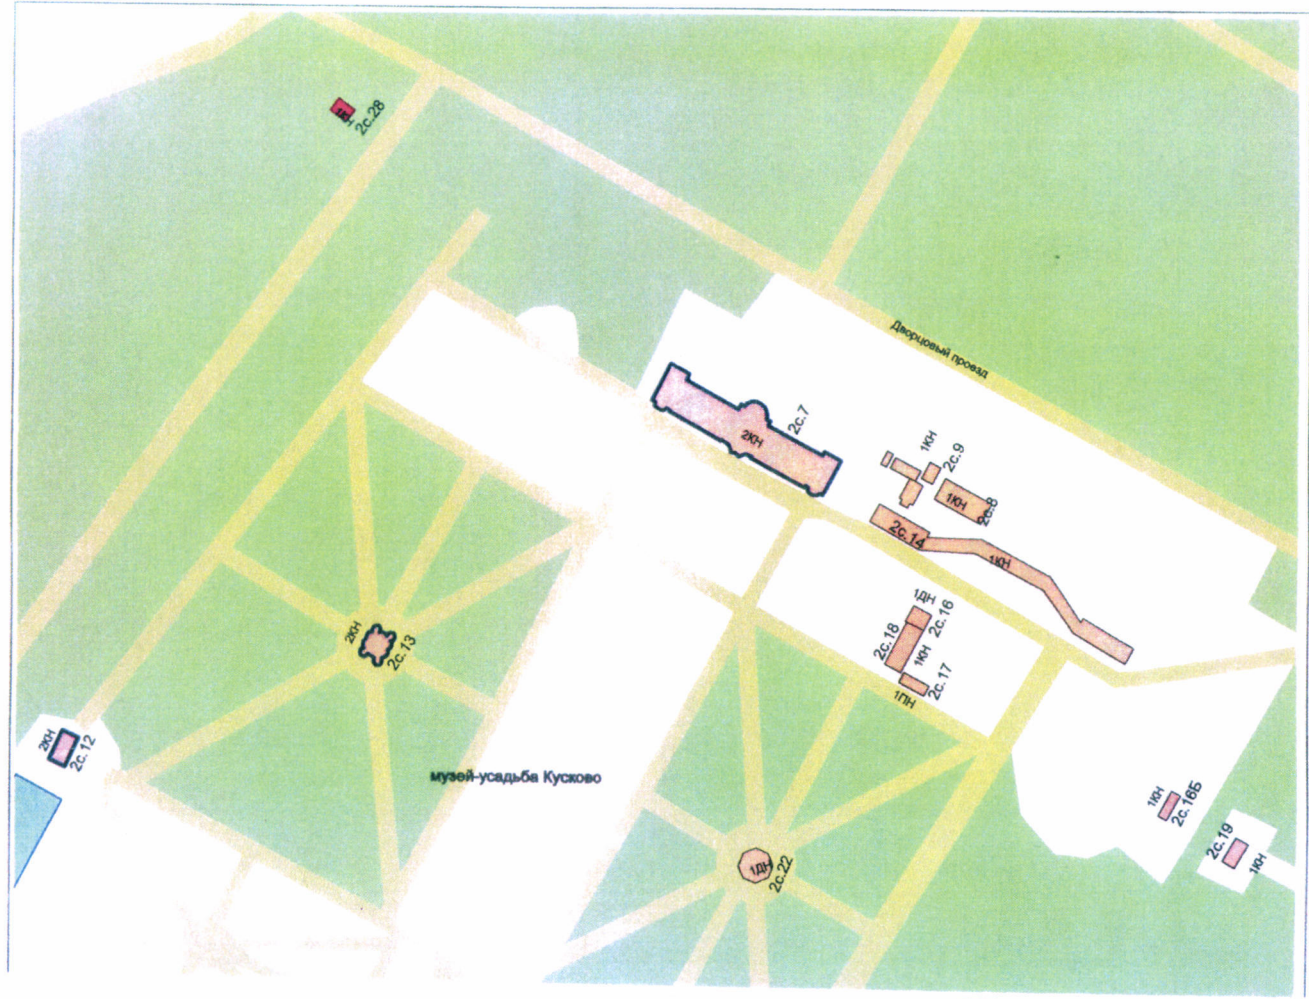 1КН
2с.28
Дворцовый проезд
2КН
2с.7
1КН
2с.9
1КН
2с.8
2с.14
1КН
1ДН
2с.16
2с.18
1КН
2с.17
1ПН
2КН
2с.13
2КН
2с.12
музей-усадьба Кусково
1КН
2с.16Б
2с.19
1КН
1ДН
2с.22